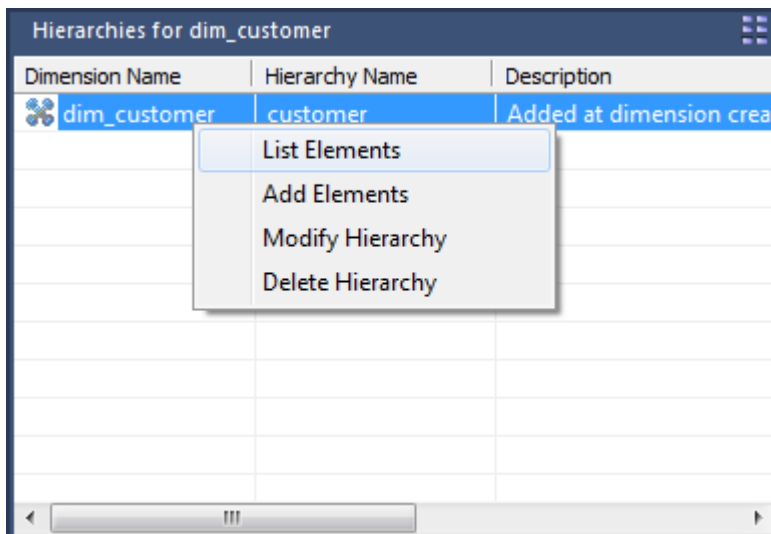 Hierarchies for dim_customer
Dimension Name Hierarchy Name Description
dim_customer customer Added at dimension crea
List Elements
Add Elements
Modify Hierarchy
Delete Hierarchy